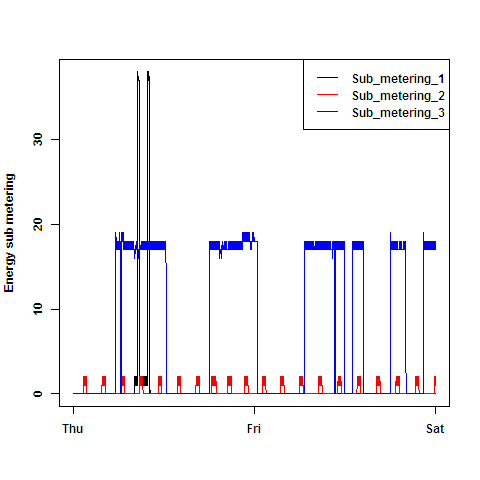 Sub_metering_1
Sub_metering_2
Sub_metering_3
Energy sub metering
30
20
10
0
Thu
Fri
Sat